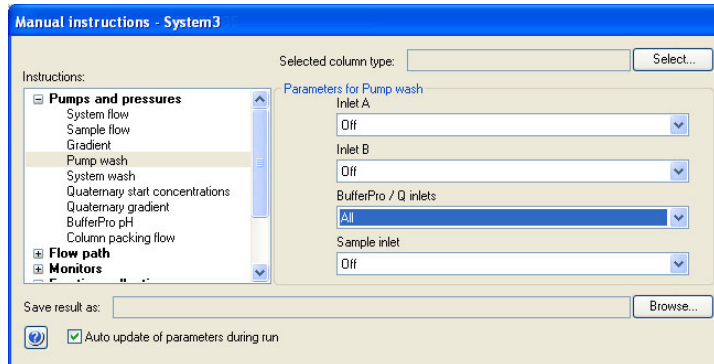 Manual instructions - System3
Selected column type:
Select...
Instructions:
Pumps and pressures
System flow
Sample flow
Gradient
Pump wash
System wash
Quaternary start concentrations
Quaternary gradient
BufferPro pH
Column packing flow
Flow path
Monitors
Parameters for Pump wash
Inlet A
Off
Inlet B
Off
BufferPro / Q inlets
All
Sample inlet
Off
Save result as:
Browse...
Auto update of parameters during run